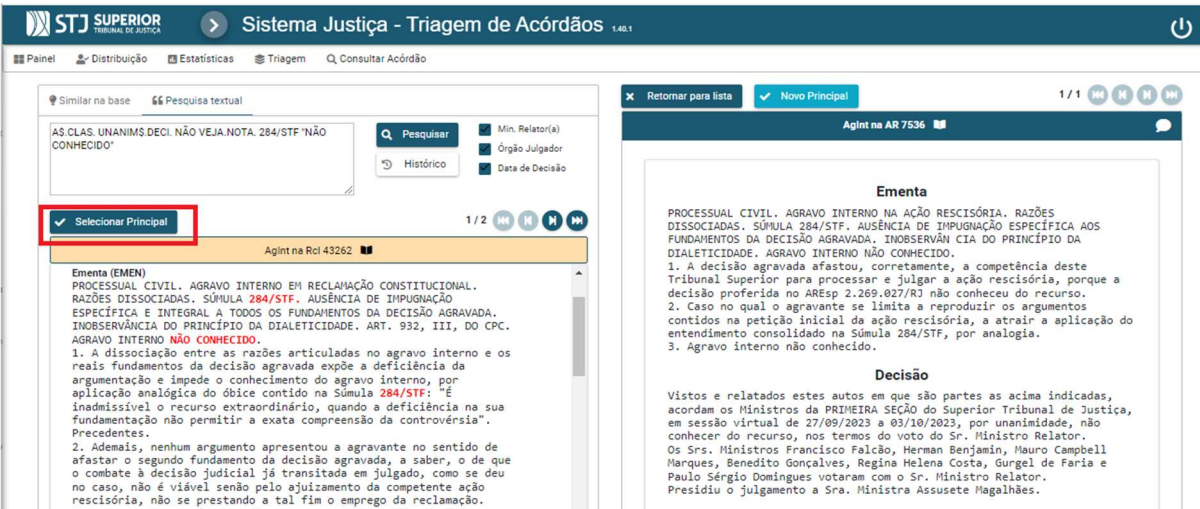 STJ SUPERIOR
TRIBUNAL DE JUSTIÇA
Sistema Justiça - Triagem de Acórdãos 1.40.1
Painel Distribuição Estatísticas Triagem Consultar Acórdão
Similar na base Pesquisa textual
A$.CLAS. UNANIM$.DECI. NÃO VEJA.NOTA. 284/STF "NÃO
CONHECIDO"
Pesquisar
Histórico
Min. Relator(a)
Órgão Julgador
Data de Decisão
Selecionar Principal
1 / 2
AgInt na Rcl 43262
Ementa (EMEN)
PROCESSUAL CIVIL. AGRAVO INTERNO EM RECLAMAÇÃO CONSTITUCIONAL.
RAZÕES DISSOCIADAS. SÚMULA 284/STF. AUSÊNCIA DE IMPUGNAÇÃO
ESPECÍFICA E INTEGRAL A TODOS OS FUNDAMENTOS DA DECISÃO AGRAVADA.
INOBSERVÂNCIA DO PRINCÍPIO DA DIALETICIDADE. ART. 932, III, DO CPC.
AGRAVO INTERNO NÃO CONHECIDO.
1. A dissociação entre as razões articuladas no agravo interno e os
reais fundamentos da decisão agravada expõe a deficiência da
argumentação e impede o conhecimento do agravo interno, por
aplicação analógica do óbice contido na Súmula 284/STF: "É
inadmissível o recurso extraordinário, quando a deficiência na sua
fundamentação não permitir a exata compreensão da controvérsia".
Precedentes.
2. Ademais, nenhum argumento apresentou a agravante no sentido de
afastar o segundo fundamento da decisão agravada, a saber, o de que
o combate à decisão judicial já transitada em julgado, como se deu
no caso, não é viável senão pelo ajuizamento da competente ação
rescisória, não se prestando a tal fim o emprego da reclamação.
Retornar para lista
Novo Principal
1 / 1
AgInt na AR 7536
Ementa
PROCESSUAL CIVIL. AGRAVO INTERNO NA AÇÃO RESCISÓRIA. RAZÕES
DISSOCIADAS. SÚMULA 284/STF. AUSÊNCIA DE IMPUGNAÇÃO ESPECÍFICA AOS
FUNDAMENTOS DA DECISÃO AGRAVADA. INOBSERVÂN CIA DO PRINCÍPIO DA
DIALETICIDADE. AGRAVO INTERNO NÃO CONHECIDO.
1. A decisão agravada afastou, corretamente, a competência deste
Tribunal Superior para processar e julgar a ação rescisória, porque a
decisão proferida no AREsp 2.269.027/RJ não conheceu do recurso.
2. Caso no qual o agravante se limita a reproduzir os argumentos
contidos na petição inicial da ação rescisória, a atrair a aplicação do
entendimento consolidado na Súmula 284/STF, por analogia.
3. Agravo interno não conhecido.
Decisão
Vistos e relatados estes autos em que são partes as acima indicadas,
acordam os Ministros da PRIMEIRA SEÇÃO do Superior Tribunal de Justiça,
em sessão virtual de 27/09/2023 a 03/10/2023, por unanimidade, não
conhecer do recurso, nos termos do voto do Sr. Ministro Relator.
Os Srs. Ministros Francisco Falcão, Herman Benjamin, Mauro Campbell
Marques, Benedito Gonçalves, Regina Helena Costa, Gurgel de Faria e
Paulo Sérgio Domingues votaram com o Sr. Ministro Relator.
Presidiu o julgamento a Sra. Ministra Assusete Magalhães.